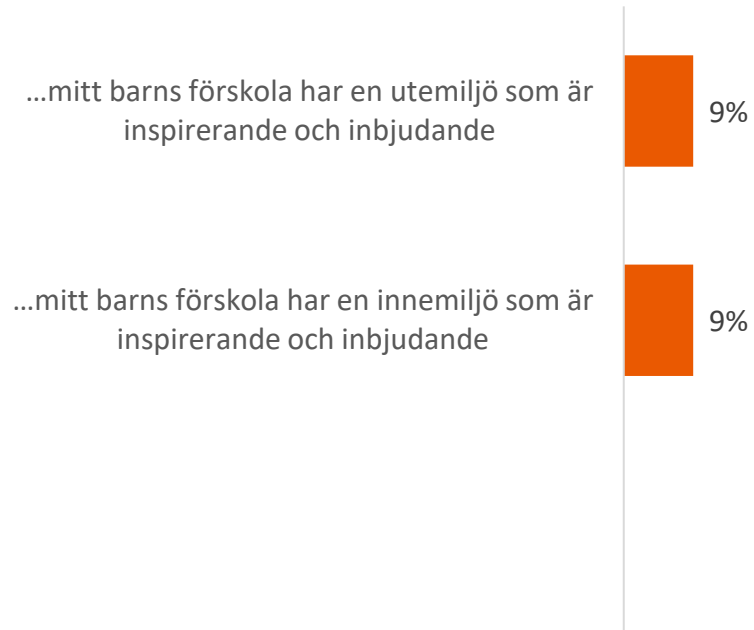 ...mitt barns förskola har en utemiljö som är
inspirerande och inbjudande
9%
...mitt barns förskola har en innemiljö som är
inspirerande och inbjudande
9%